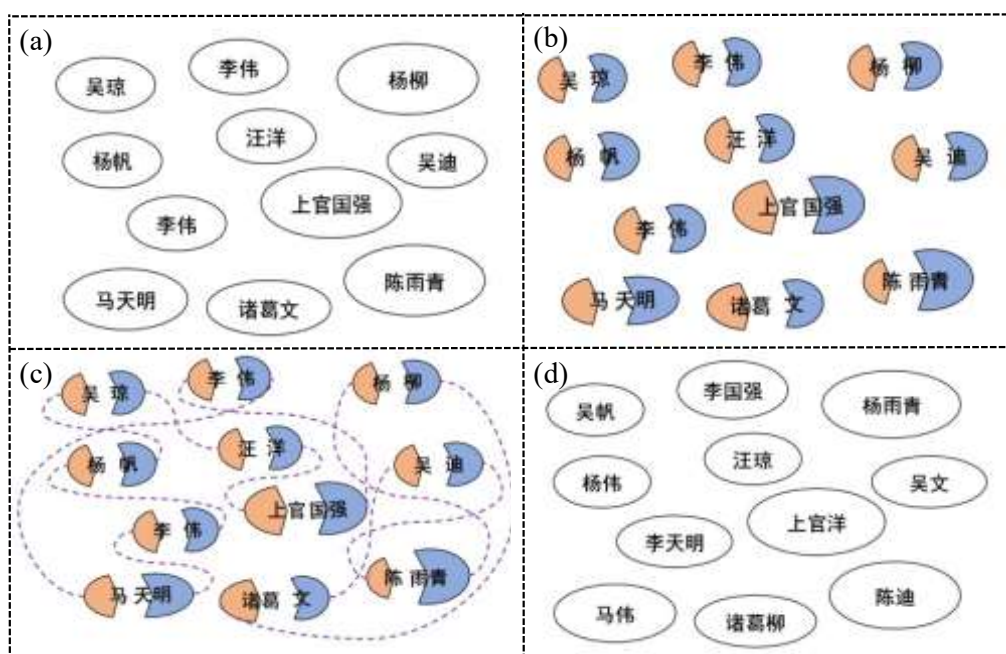 (a)
李伟
吴琼
杨柳
汪洋
杨帆
吴迪
上官国强
李伟
陈雨青
马天明
诸葛文
(b)
李 伟
吴 琼
杨 柳
汪 洋
杨 帆
吴 迪
上官国强
李 伟
陈 雨青
马 天明
诸葛 文
(c)
李 伟
吴 琼
杨 柳
汪 洋
杨 帆
吴 迪
上官国强
李 伟
陈 雨青
马 天明
诸葛 文
(d)
李国强
吴帆
杨雨青
汪琼
杨伟
吴文
上官洋
李天明
陈迪
马伟
诸葛柳